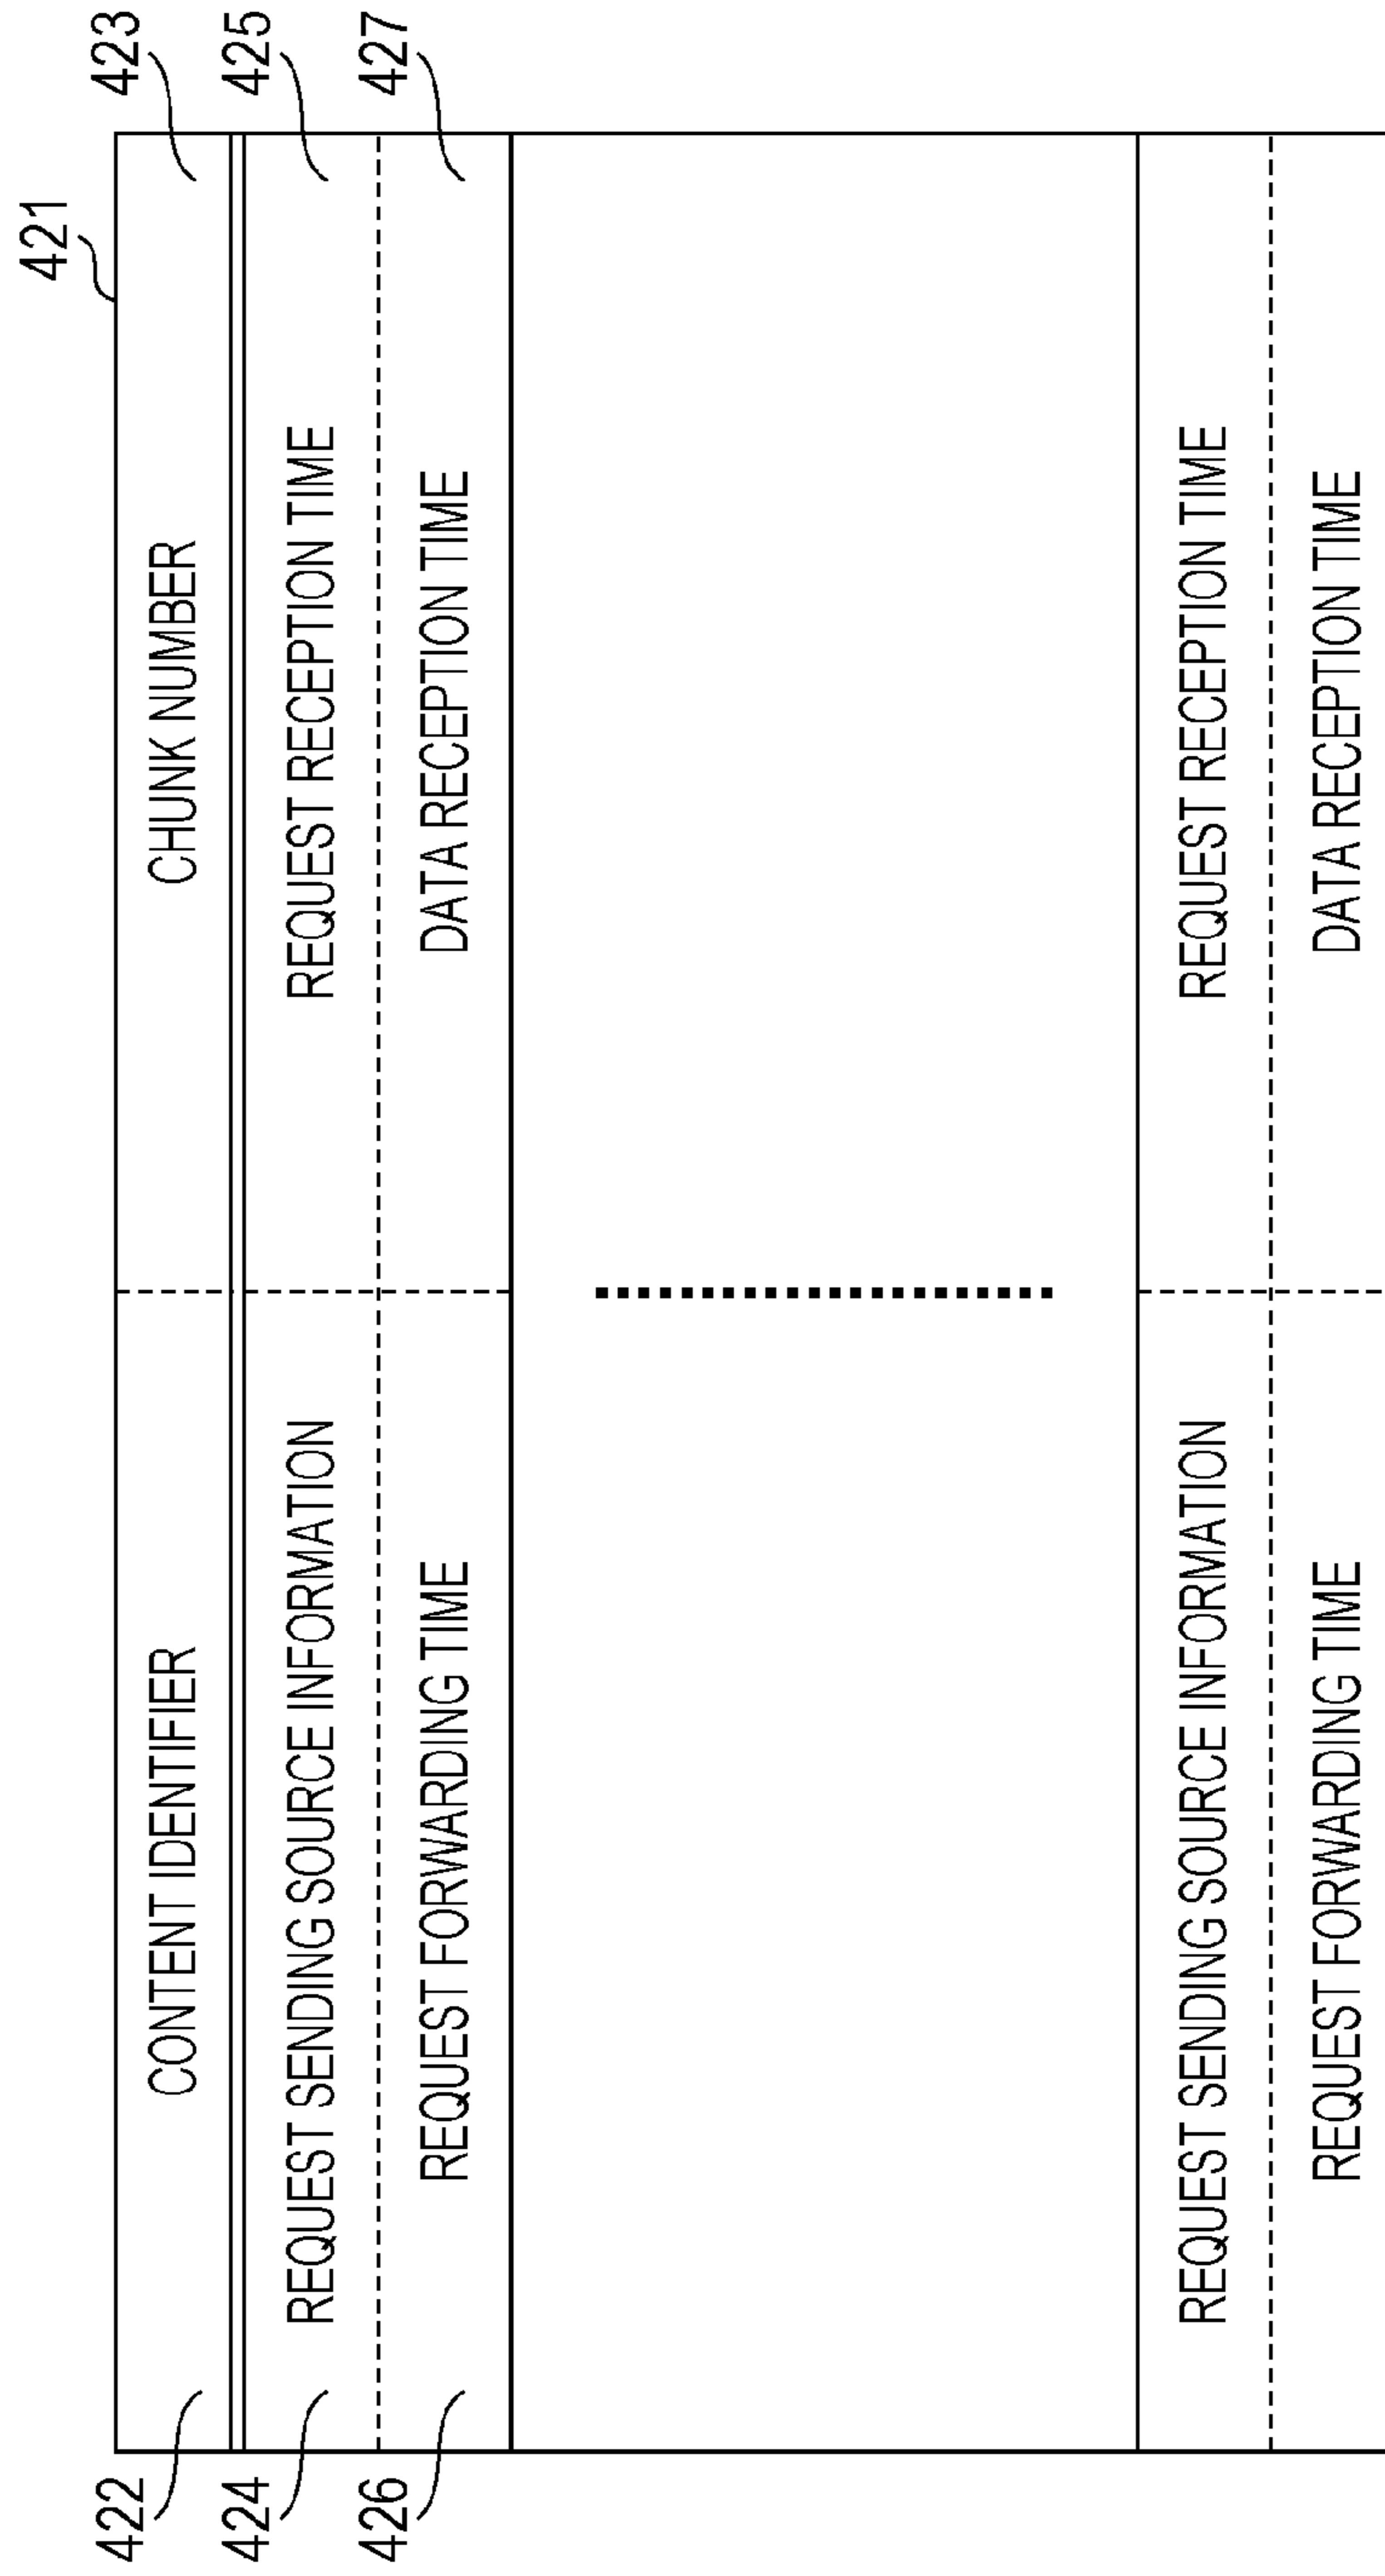 421
422 CONTENT IDENTIFIER CHUNK NUMBER 423
424 REQUEST SENDING SOURCE INFORMATION REQUEST RECEPTION TIME 425
426 REQUEST FORWARDING TIME DATA RECEPTION TIME 427
REQUEST SENDING SOURCE INFORMATION REQUEST RECEPTION TIME
REQUEST FORWARDING TIME DATA RECEPTION TIME